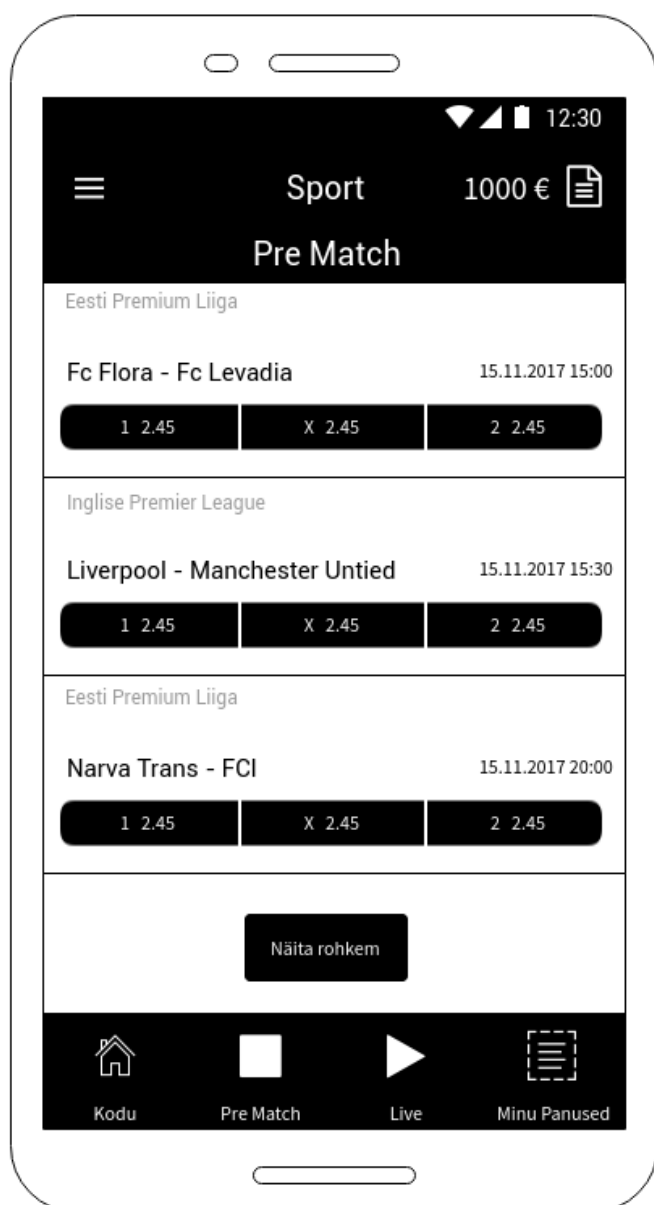 12:30
Sport 1000 €
Pre Match
Eesti Premium Liiga
Fc Flora - Fc Levadia 15.11.2017 15:00
1 2.45 X 2.45 2 2.45
Inglise Premier League
Liverpool - Manchester Untied 15.11.2017 15:30
1 2.45 X 2.45 2 2.45
Eesti Premium Liiga
Narva Trans - FCI 15.11.2017 20:00
1 2.45 X 2.45 2 2.45
Näita rohkem
Kodu Pre Match Live Minu Panused